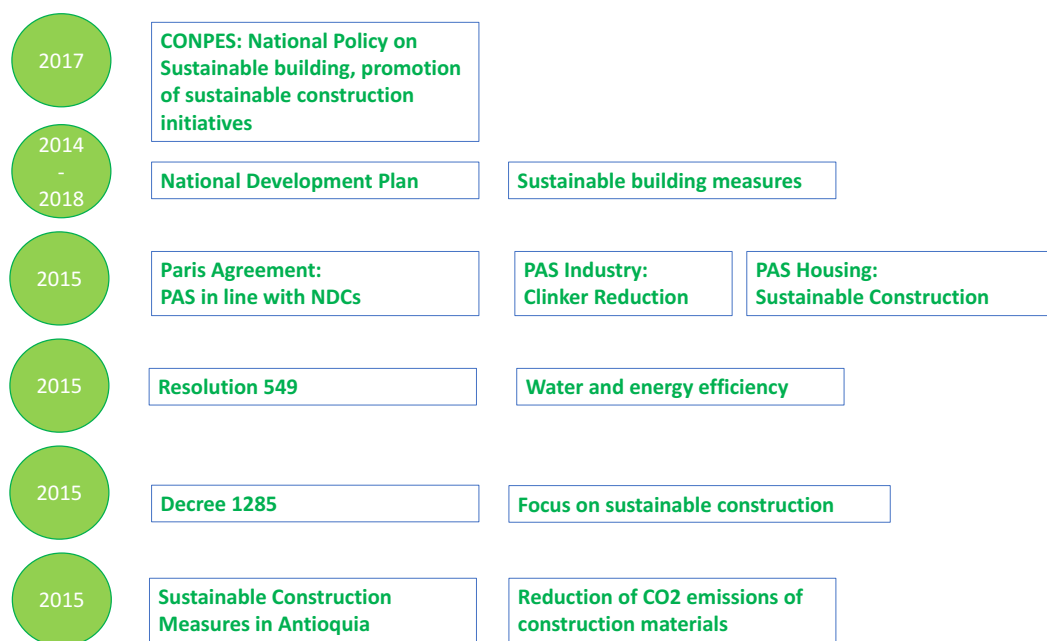 2017
CONPES: National Policy on
Sustainable building, promotion
of sustainable construction
initiatives
2014
-
2018
National Development Plan
Sustainable building measures
2015
Paris Agreement:
PAS in line with NDCs
PAS Industry:
Clinker Reduction
PAS Housing:
Sustainable Construction
2015
Resolution 549
Water and energy efficiency
2015
Decree 1285
Focus on sustainable construction
2015
Sustainable Construction
Measures in Antioquia
Reduction of CO2 emissions of
construction materials